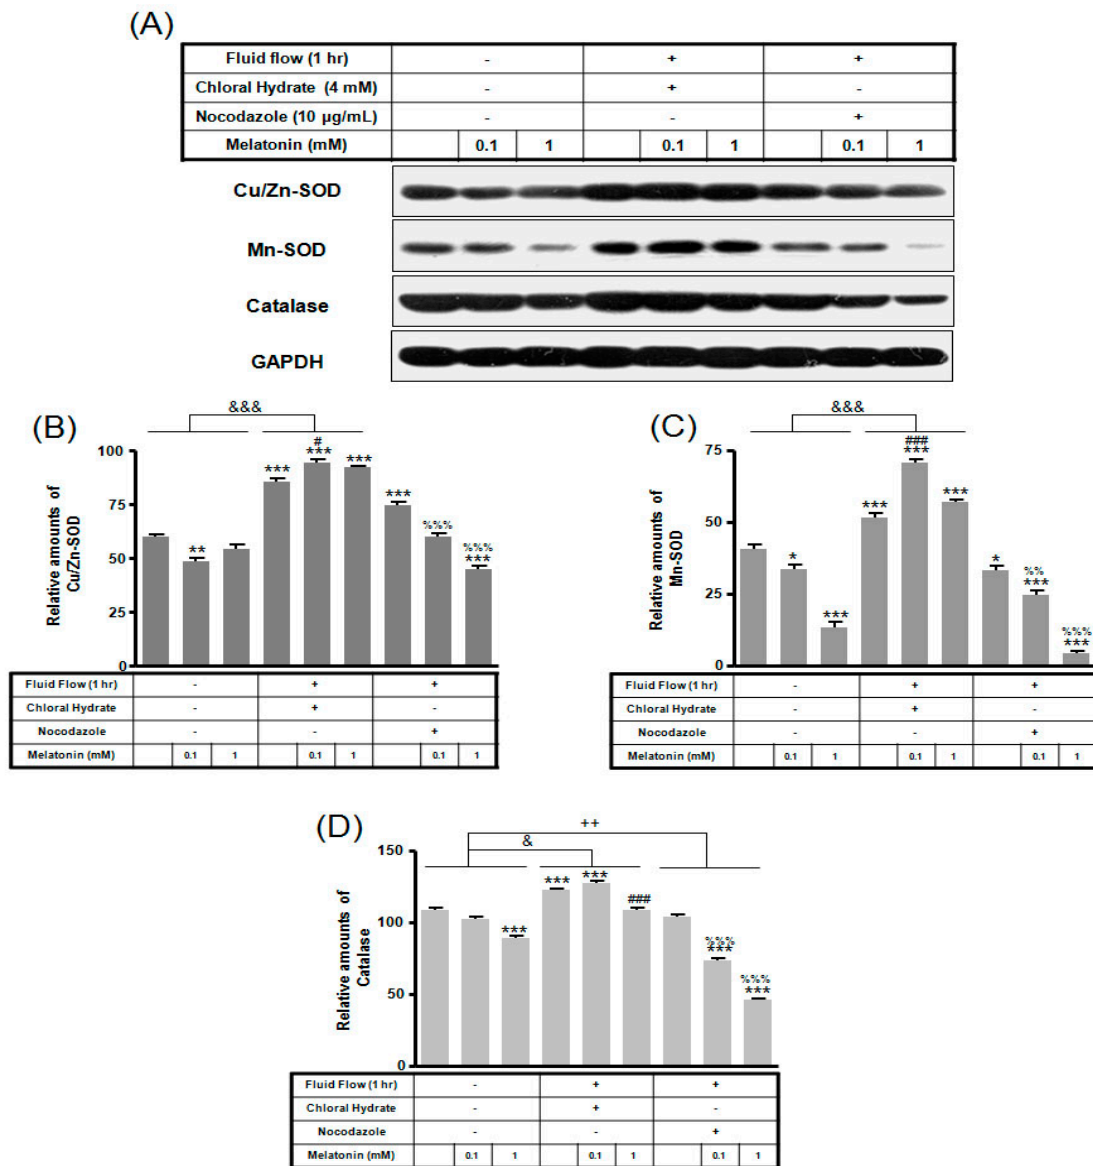 (A)
Fluid flow (1 hr) - + +
Chloral Hydrate (4 mM) - + -
Nocodazole (10 µg/mL) - - +
Melatonin (mM) 0.1 1 0.1 1 0.1 1
Cu/Zn-SOD
Mn-SOD
Catalase
GAPDH
(B)
&&&
Relative amounts of
Cu/Zn-SOD
100
75
50
25
0
**
***
#
***
***
***
%%%
%%%
***
Fluid Flow (1 hr) - + +
Chloral Hydrate - + -
Nocodazole - - +
Melatonin (mM) 0.1 1 0.1 1 0.1 1
(C)
&&&
Relative amounts of
Mn-SOD
75
50
25
0
*
***
***
###
***
***
*
%%
***
%%%
***
Fluid Flow (1 hr) - + +
Chloral Hydrate - + -
Nocodazole - - +
Melatonin (mM) 0.1 1 0.1 1 0.1 1
(D)
++
&
Relative amounts of
Catalase
150
100
50
0
***
***
***
###
%%%
***
%%%
***
Fluid Flow (1 hr) - + +
Chloral Hydrate - + -
Nocodazole - - +
Melatonin (mM) 0.1 1 0.1 1 0.1 1